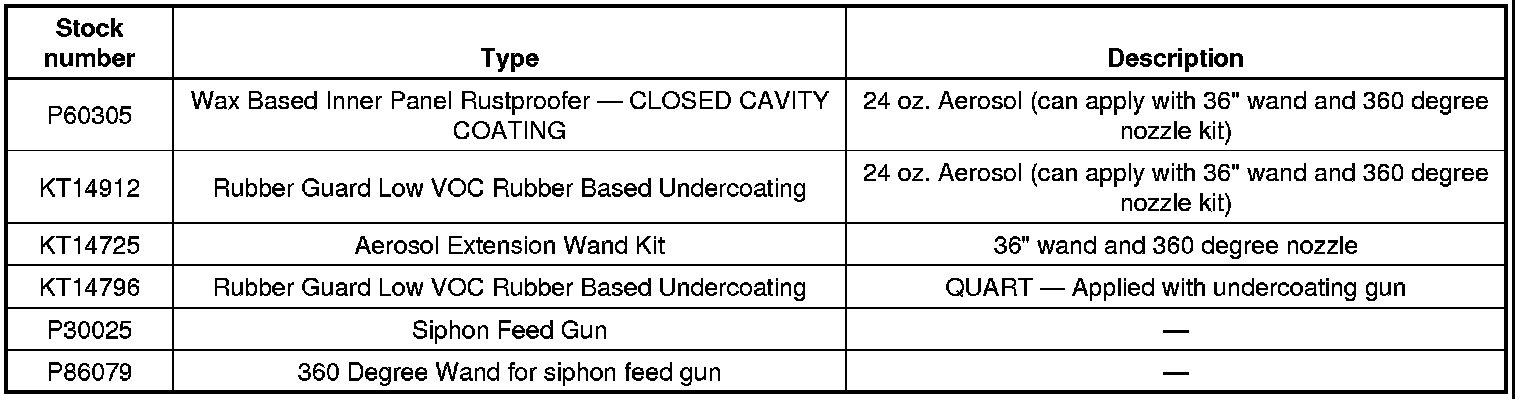 Stock
number
Type
Description
P60305
Wax Based Inner Panel Rustproofer — CLOSED CAVITY
COATING
24 oz. Aerosol (can apply with 36" wand and 360 degree
nozzle kit)
KT14912
Rubber Guard Low VOC Rubber Based Undercoating
24 oz. Aerosol (can apply with 36" wand and 360 degree
nozzle kit)
KT14725
Aerosol Extension Wand Kit
36" wand and 360 degree nozzle
KT14796
Rubber Guard Low VOC Rubber Based Undercoating
QUART — Applied with undercoating gun
P30025
Siphon Feed Gun
—
P86079
360 Degree Wand for siphon feed gun
—